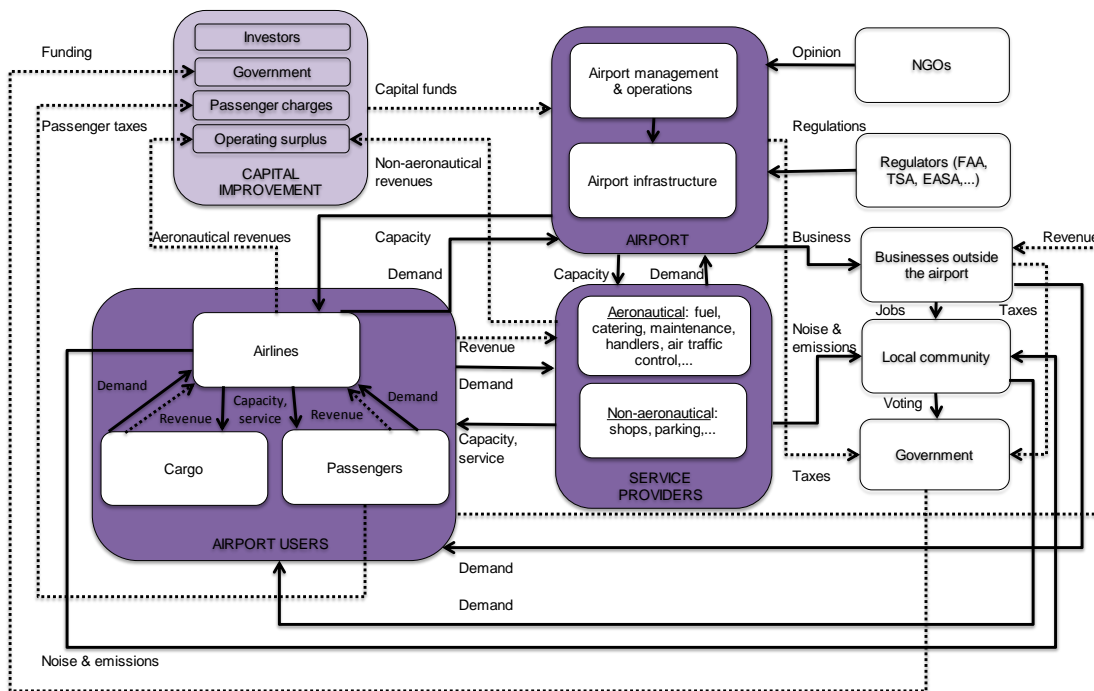 Investors
Funding
Government
Capital funds
Passenger charges
Passenger taxes
Operating surplus
CAPITAL
IMPROVEMENT
Non-aeronautical
revenues
Aeronautical revenues
Airport management
& operations
Airport infrastructure
AIRPORT
Opinion
NGOs
Regulations
Regulators (FAA,
TSA, EASA,...)
Capacity
Demand
Capacity
Demand
Business
Businesses outside
the airport
Revenue
Jobs
Taxes
Airlines
Demand
Revenue
Capacity,
service
Revenue
Demand
Cargo
Passengers
AIRPORT USERS
Revenue
Demand
Capacity,
service
Aeronautical: fuel,
catering, maintenance,
handlers, air traffic
control,...
Non-aeronautical:
shops, parking,...
SERVICE
PROVIDERS
Noise &
emissions
Local community
Voting
Government
Taxes
Demand
Demand
Noise & emissions